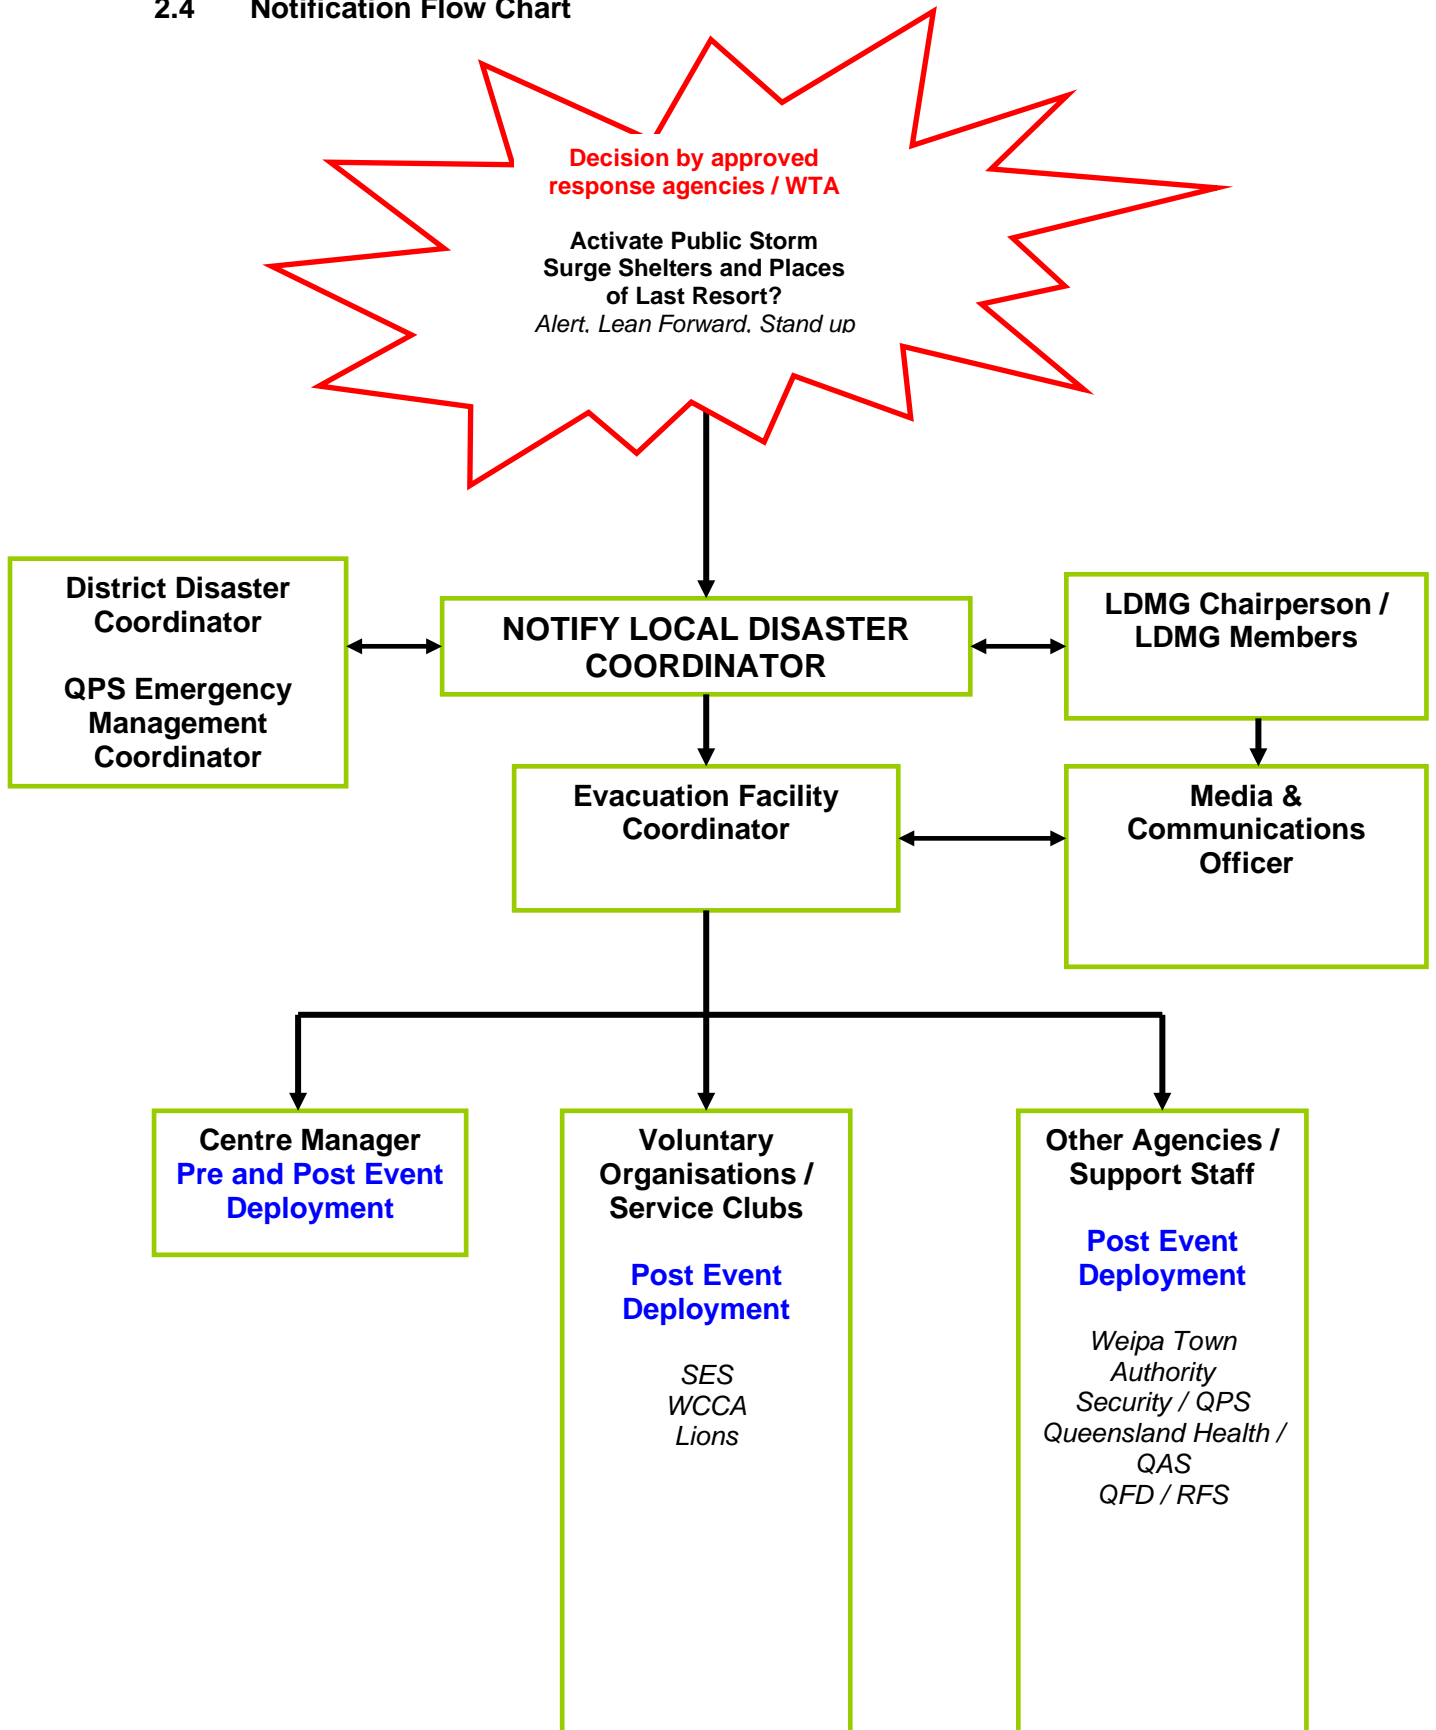 2.4 Notification Flow Chart
Decision by approved
response agencies / WTA
Activate Public Storm
Surge Shelters and Places
of Last Resort?
Alert, Lean Forward, Stand up
District Disaster
Coordinator
QPS Emergency
Management
Coordinator
NOTIFY LOCAL DISASTER
COORDINATOR
LDMG Chairperson /
LDMG Members
Evacuation Facility
Coordinator
Media &
Communications
Officer
Centre Manager
Pre and Post Event
Deployment
Voluntary
Organisations /
Service Clubs
Post Event
Deployment
SES
WCCA
Lions
Other Agencies /
Support Staff
Post Event
Deployment
Weipa Town
Authority
Security / QPS
Queensland Health /
QAS
QFD / RFS